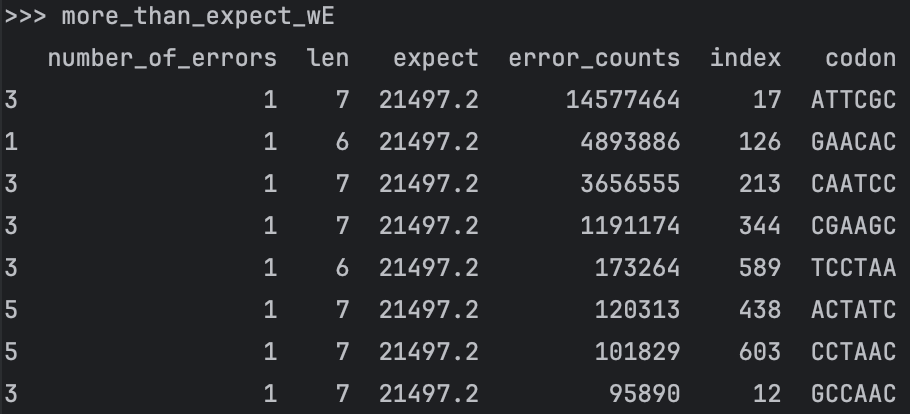 >>> more_than_expect_wE
number_of_errors len expect error_counts index codon
3 1 7 21497.2 14577464 17 ATTCGC
1 1 6 21497.2 4893886 126 GAACAC
3 1 7 21497.2 3656555 213 CAATCC
3 1 7 21497.2 1191174 344 CGAAGC
3 1 6 21497.2 173264 589 TCCTAA
5 1 7 21497.2 120313 438 ACTATC
5 1 7 21497.2 101829 603 CCTAAC
3 1 7 21497.2 95890 12 GCCAAC